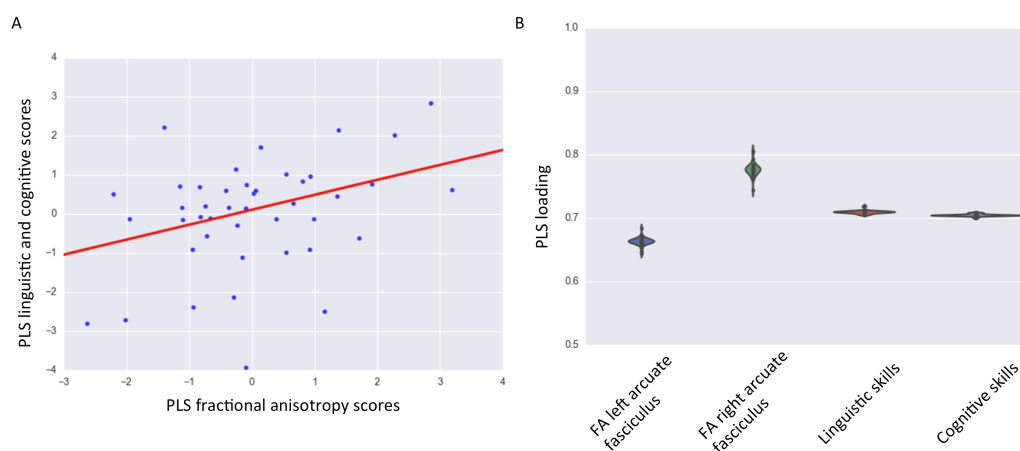 A
B
PLS linguistic and cognitive scores
4
3
2
1
0
−1
−2
−3
−4
−3
−2
−1
0
1
2
3
4
PLS fractional anisotropy scores
PLS loading
1.0
0.9
0.8
0.7
0.6
0.5
FA left arcuate
fasciculus
FA right arcuate
fasciculus
Linguistic skills
Cognitive skills